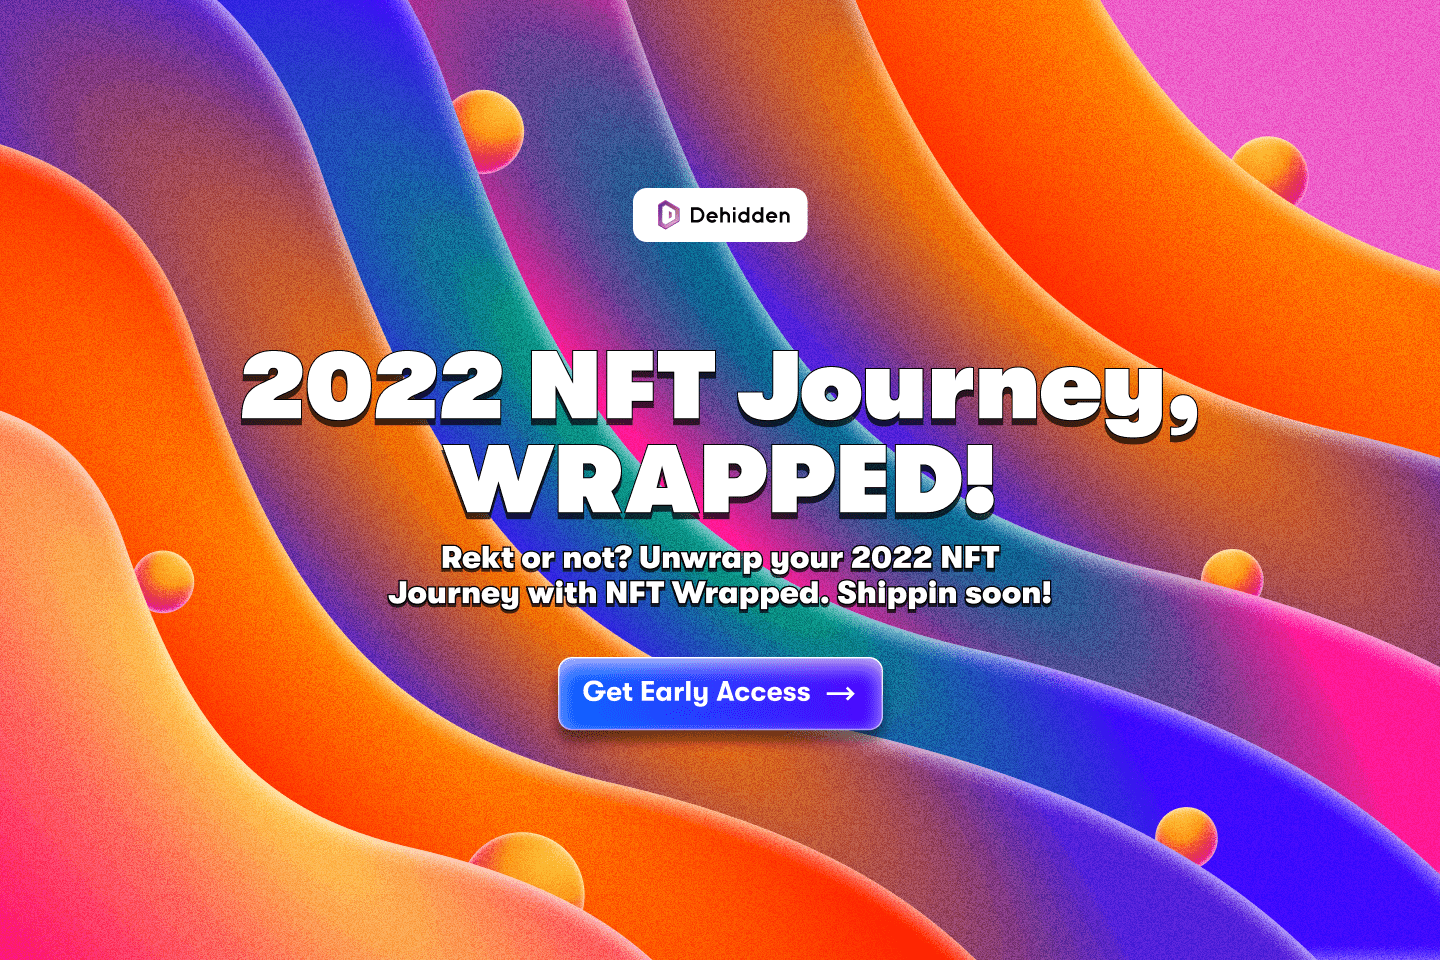 Dehidden
2022 NFT Journey,
WRAPPED!
Rekt or not? Unwrap your 2022 NFT
Journey with NFT Wrapped. Shippin soon!
Get Early Access →